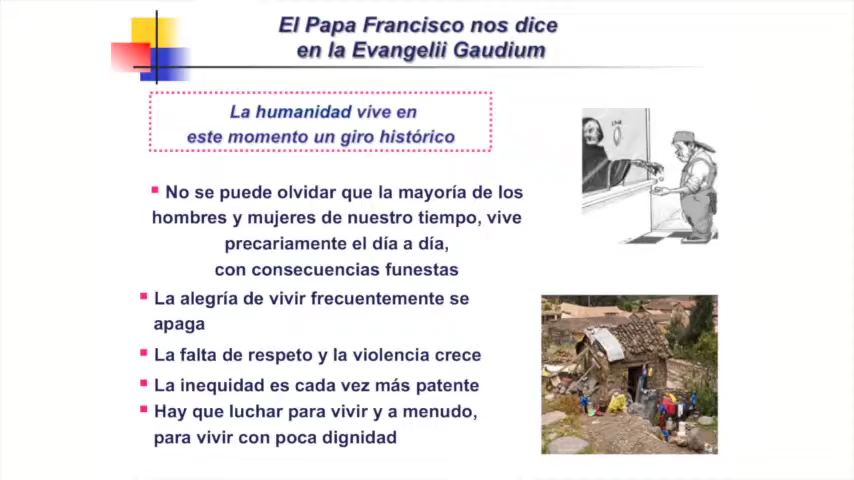 El Papa Francisco nos dice
en la Evangelii Gaudium
La humanidad vive en
este momento un giro histórico
No se puede olvidar que la mayoría de los
hombres y mujeres de nuestro tiempo, vive
precariamente el día a día,
con consecuencias funestas
La alegría de vivir frecuentemente se
apaga
La falta de respeto y la violencia crece
La inequidad es cada vez más patente
Hay que luchar para vivir y a menudo,
para vivir con poca dignidad